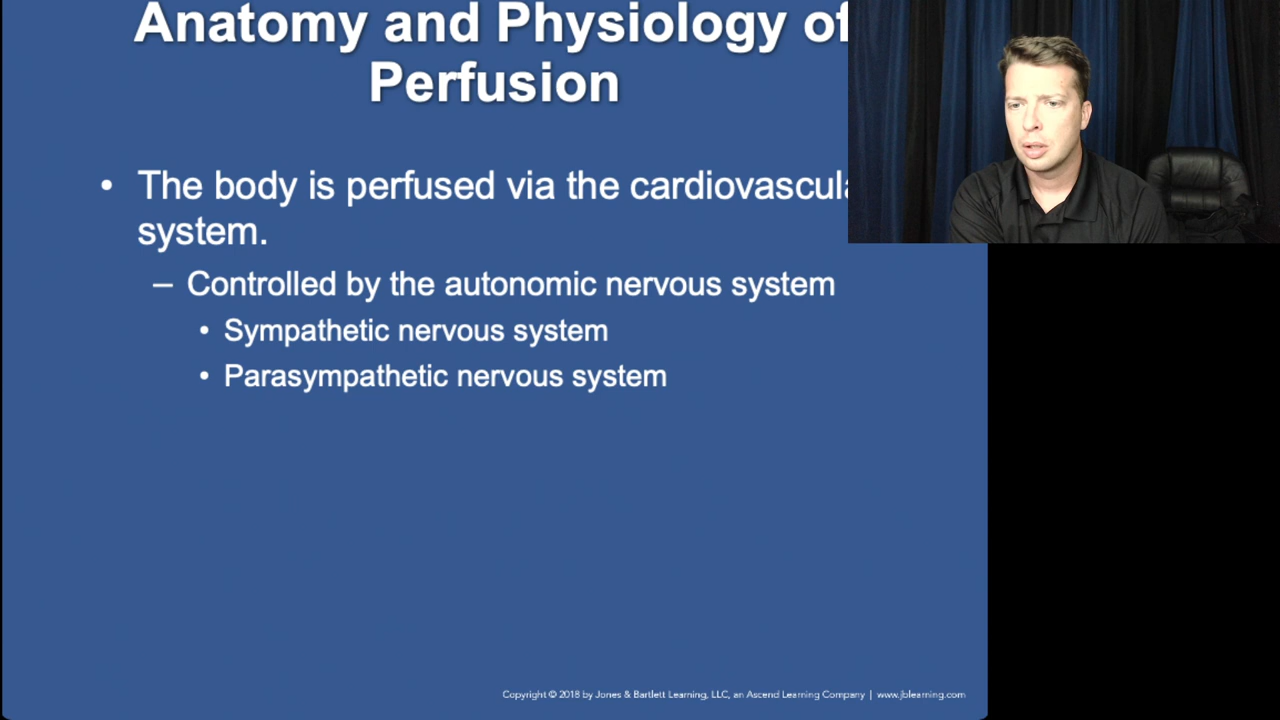 Anatomy and Physiology of
Perfusion
• The body is perfused via the cardiovascula
system.
– Controlled by the autonomic nervous system
• Sympathetic nervous system
• Parasympathetic nervous system
Copyright © 2018 by Jones & Bartlett Learning, LLC, an Ascend Learning Company | www.jblearning.com